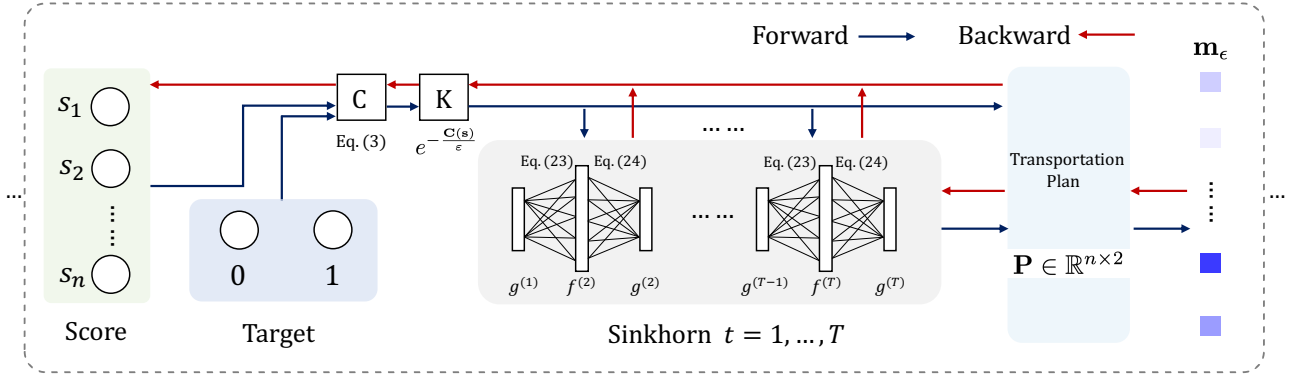 Forward
Backward
𝐦_ϵ
s_1
s_2
......
s_n
Score
0 1
Target
C
Eq. (3)
K
e^{-\frac{𝐂(𝐬)}{ε}}
... ...
Eq. (23) Eq. (24)
Eq. (23) Eq. (24)
... ...
g^{(1)} f^{(2)} g^{(2)}
g^{(T−1)} f^{(T)} g^{(T)}
Sinkhorn t = 1, ..., T
Transportation
Plan
𝐏 ∈ ℝ^{n×2}
......
...
...